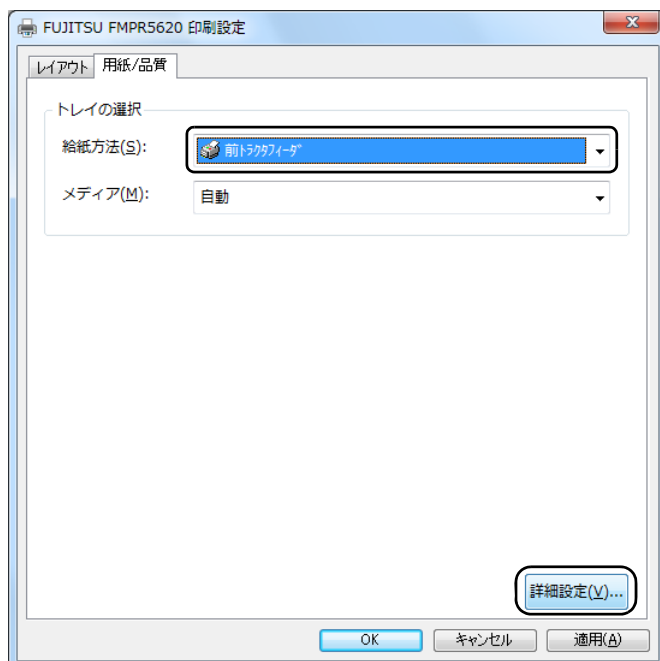 FUJITSU FMPR5620 印刷設定
レイアウト 用紙/品質
トレイの選択
給紙方法(S): 前ﾄﾗｸﾀﾌｨｰﾀﾞ
メディア(M): 自動
詳細設定(V)...
OK キャンセル 適用(A)